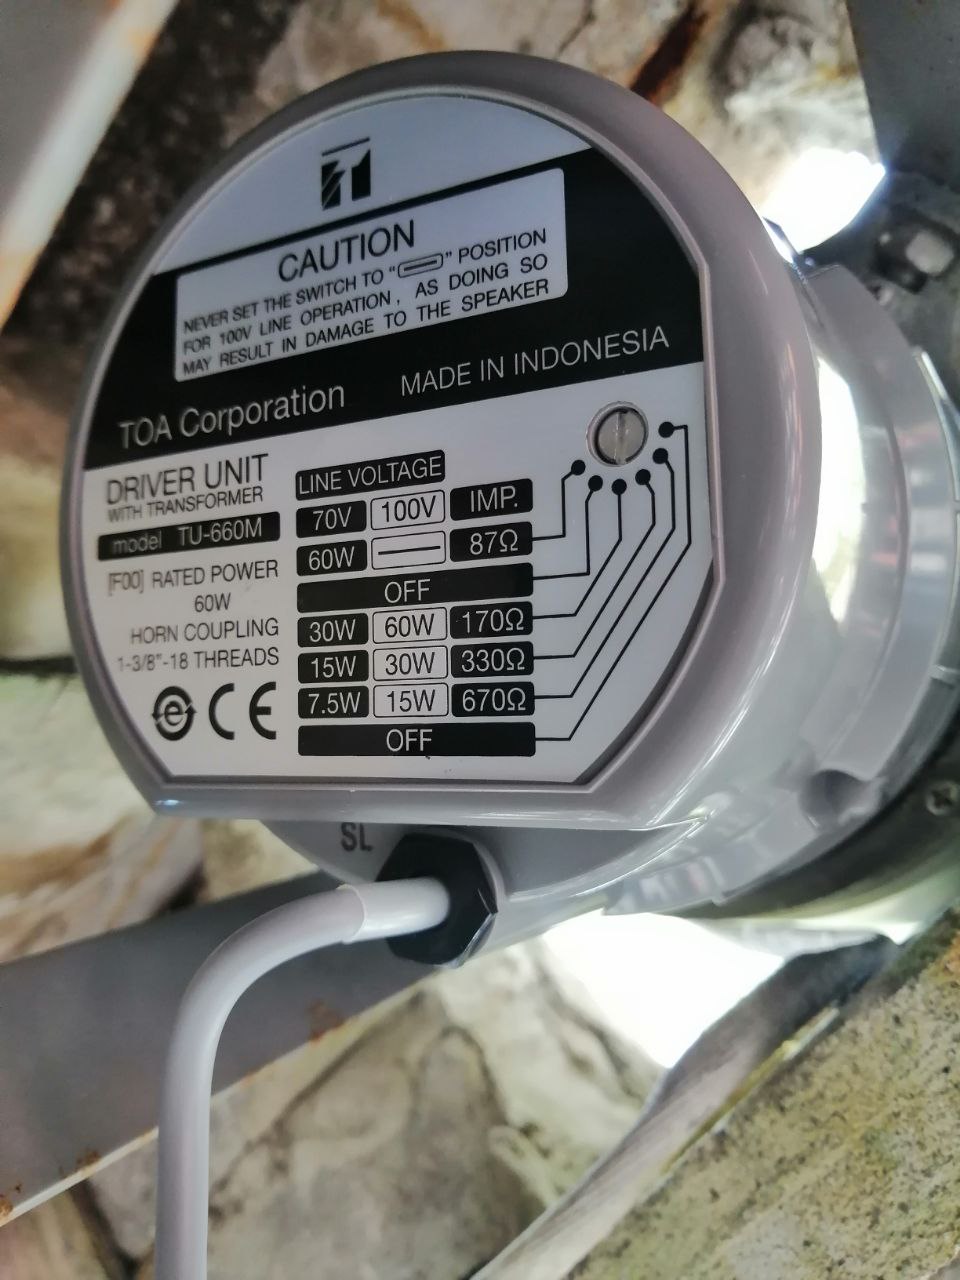 CAUTION
NEVER SET THE SWITCH TO "⊂⊃" POSITION
FOR 100V LINE OPERATION, AS DOING SO
MAY RESULT IN DAMAGE TO THE SPEAKER
TOA Corporation MADE IN INDONESIA
DRIVER UNIT
WITH TRANSFORMER
model TU-660M
[F00] RATED POWER
60W
HORN COUPLING
1-3/8"-18 THREADS
CE
LINE VOLTAGE
70V 100V IMP.
60W — 87Ω
OFF
30W 60W 170Ω
15W 30W 330Ω
7.5W 15W 670Ω
OFF
SL